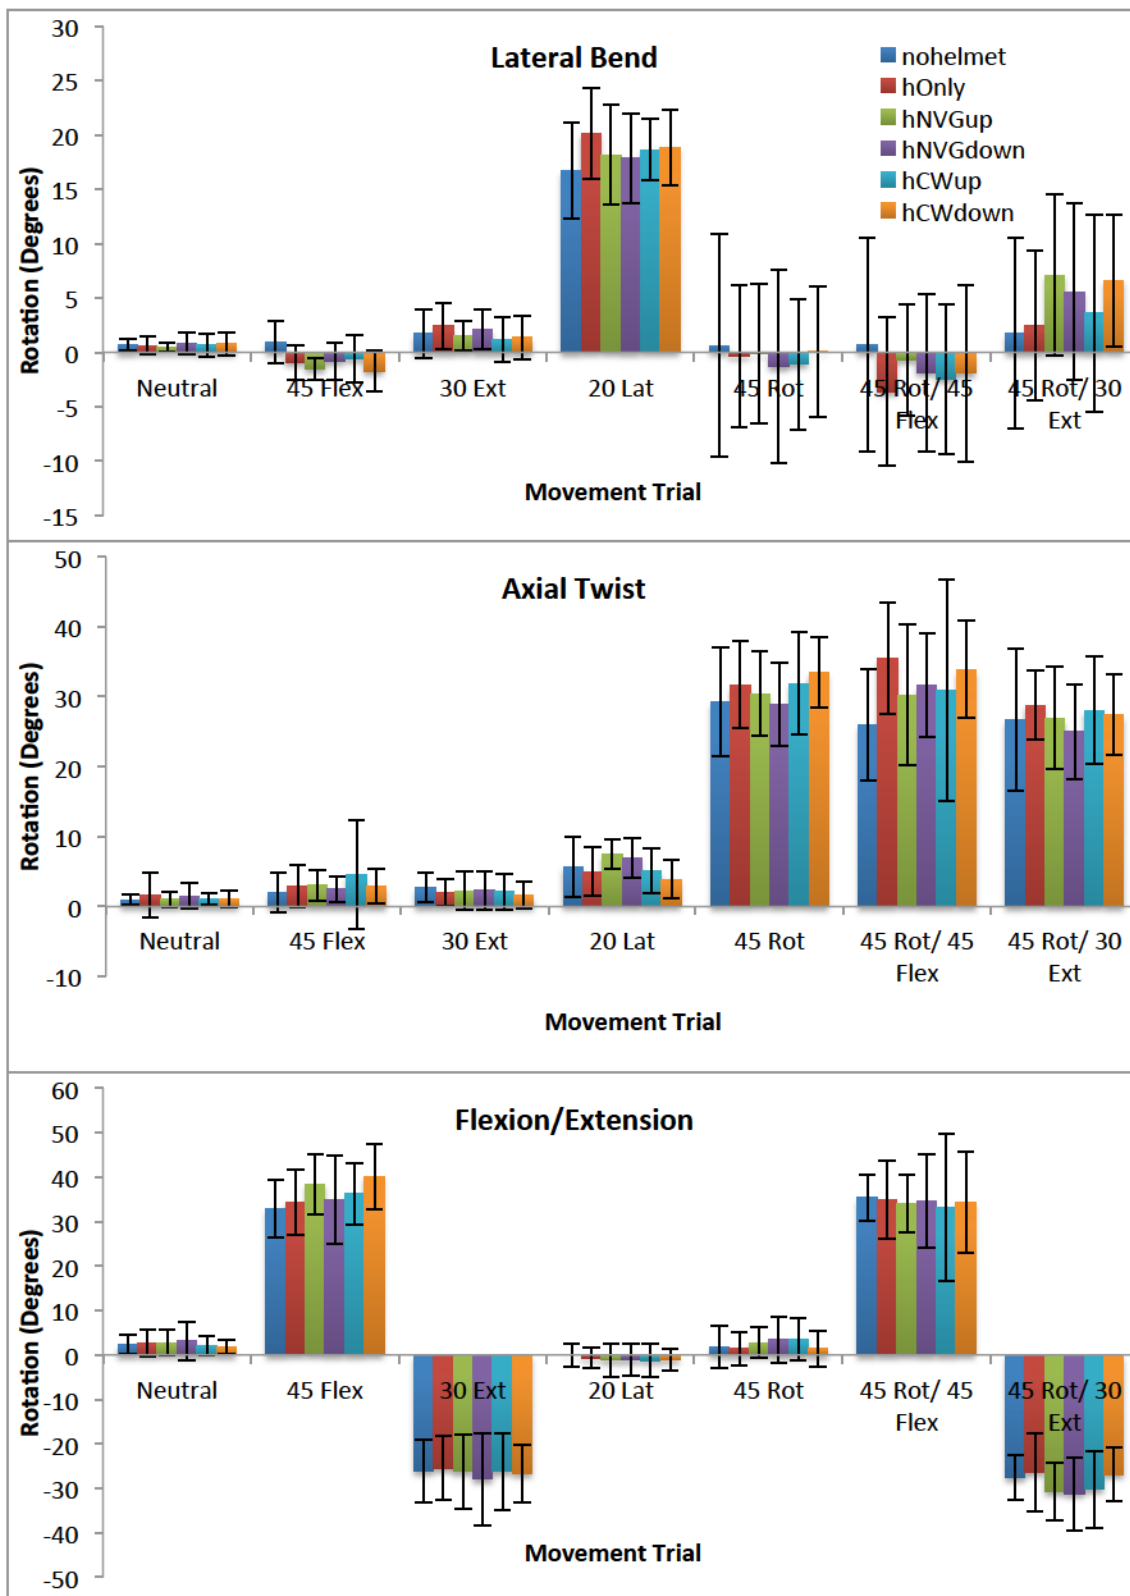 Lateral Bend
Rotation (Degrees)
30
25
20
15
10
5
0
-5
-10
-15
nohelmet
hOnly
hNVGup
hNVGdown
hCWup
hCWdown
Neutral
45 Flex
30 Ext
20 Lat
45 Rot
45 Rot/ 45
Flex
45 Rot/ 30
Ext
Movement Trial
Axial Twist
Rotation (Degrees)
50
40
30
20
10
0
-10
Neutral
45 Flex
30 Ext
20 Lat
45 Rot
45 Rot/ 45
Flex
45 Rot/ 30
Ext
Movement Trial
Flexion/Extension
Rotation (Degrees)
60
50
40
30
20
10
0
-10
-20
-30
-40
-50
Neutral
45 Flex
30 Ext
20 Lat
45 Rot
45 Rot/ 45
Flex
45 Rot/ 30
Ext
Movement Trial